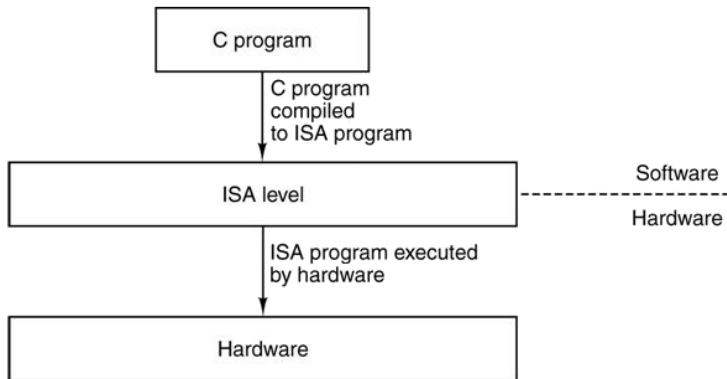 C program
C program
compiled
to ISA program
ISA level
Software
Hardware
ISA program executed
by hardware
Hardware